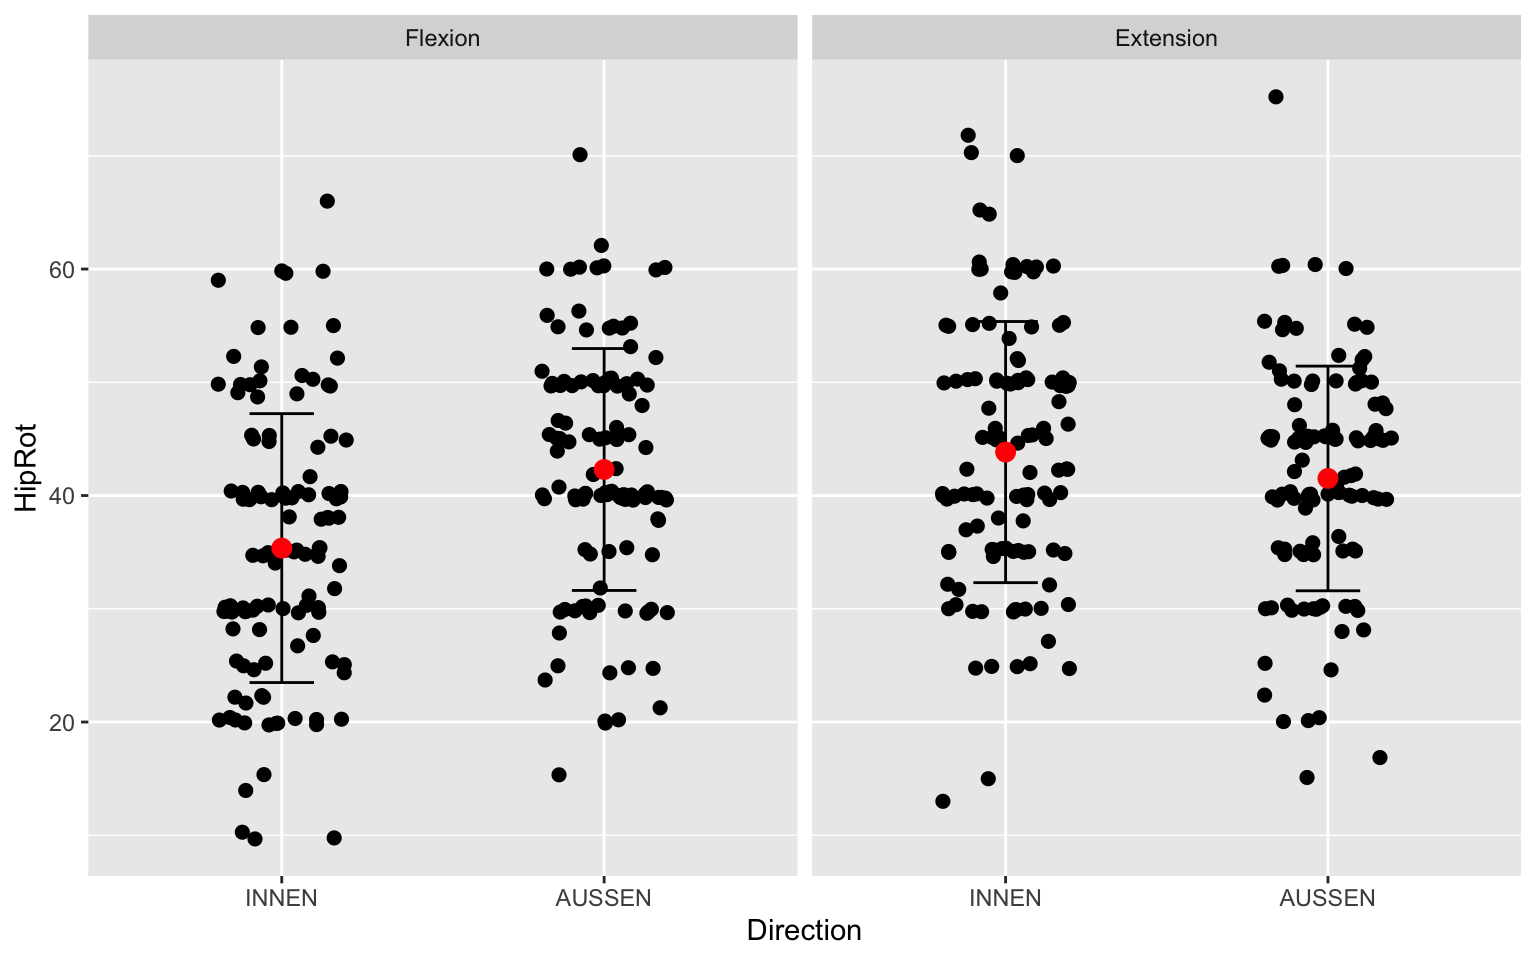 Flexion
Extension
HipRot
60
40
20
INNEN
AUSSEN
INNEN
AUSSEN
Direction